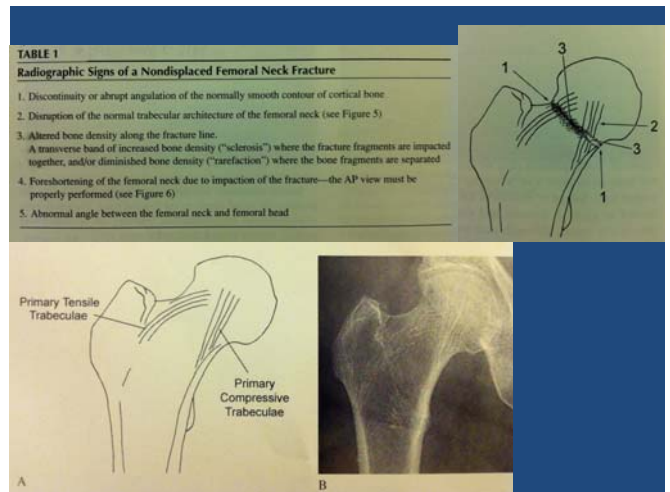 TABLE 1
Radiographic Signs of a Nondisplaced Femoral Neck Fracture
1. Discontinuity or abrupt angulation of the normally smooth contour of cortical bone
2. Disruption of the normal trabecular architecture of the femoral neck (see Figure 5)
3. Altered bone density along the fracture line.
A transverse band of increased bone density ("sclerosis") where the fracture fragments are impacted
together, and/or diminished bone density ("rarefaction") where the bone fragments are separated
4. Foreshortening of the femoral neck due to impaction of the fracture—the AP view must be
properly performed (see Figure 6)
5. Abnormal angle between the femoral neck and femoral head
3
1
2
3
1
Primary Tensile
Trabeculae
Primary
Compressive
Trabeculae
A
B